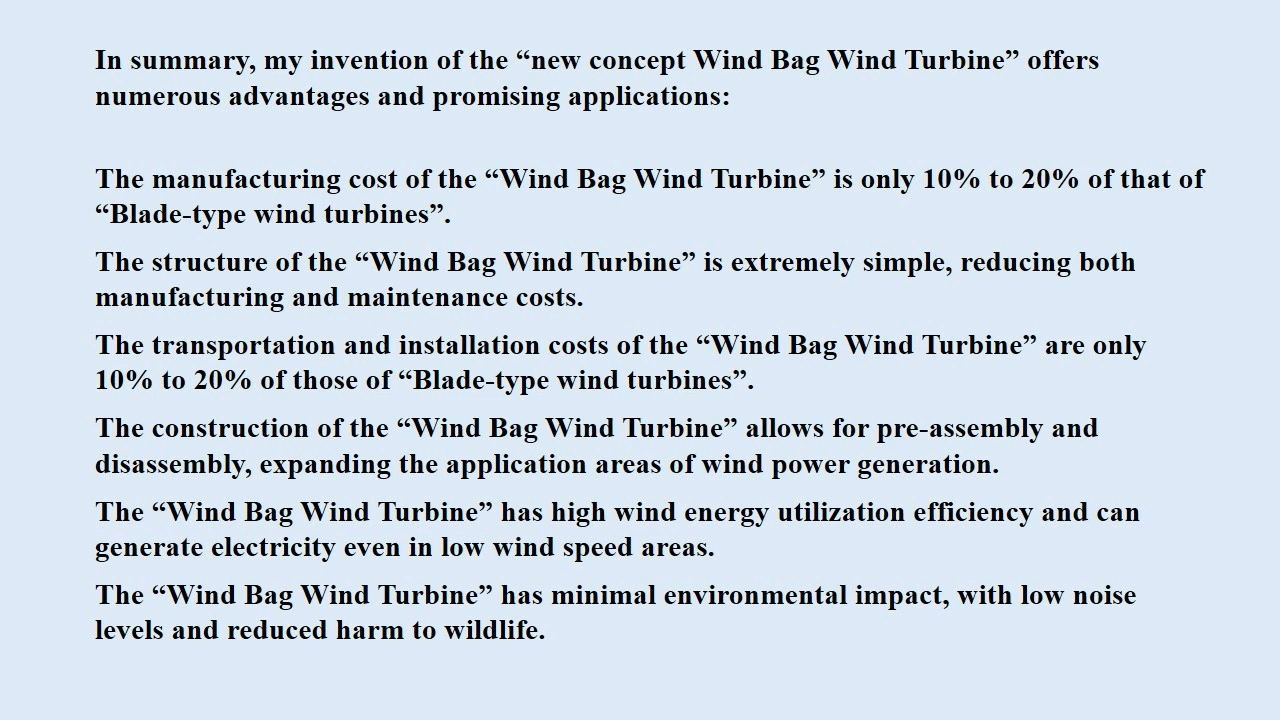 In summary, my invention of the “new concept Wind Bag Wind Turbine” offers
numerous advantages and promising applications:
The manufacturing cost of the “Wind Bag Wind Turbine” is only 10% to 20% of that of
“Blade-type wind turbines”.
The structure of the “Wind Bag Wind Turbine” is extremely simple, reducing both
manufacturing and maintenance costs.
The transportation and installation costs of the “Wind Bag Wind Turbine” are only
10% to 20% of those of “Blade-type wind turbines”.
The construction of the “Wind Bag Wind Turbine” allows for pre-assembly and
disassembly, expanding the application areas of wind power generation.
The “Wind Bag Wind Turbine” has high wind energy utilization efficiency and can
generate electricity even in low wind speed areas.
The “Wind Bag Wind Turbine” has minimal environmental impact, with low noise
levels and reduced harm to wildlife.